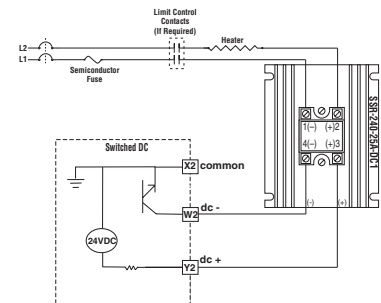 Limit Control
Contacts
(If Required)
Heater
L2
L1
Semiconductor
Fuse
SSR-240-25A-DC1
1(-) (+)2
4(-) (+)3
(-) (+)
Switched DC
X2 common
dc -
W2
24VDC
Y2 dc +